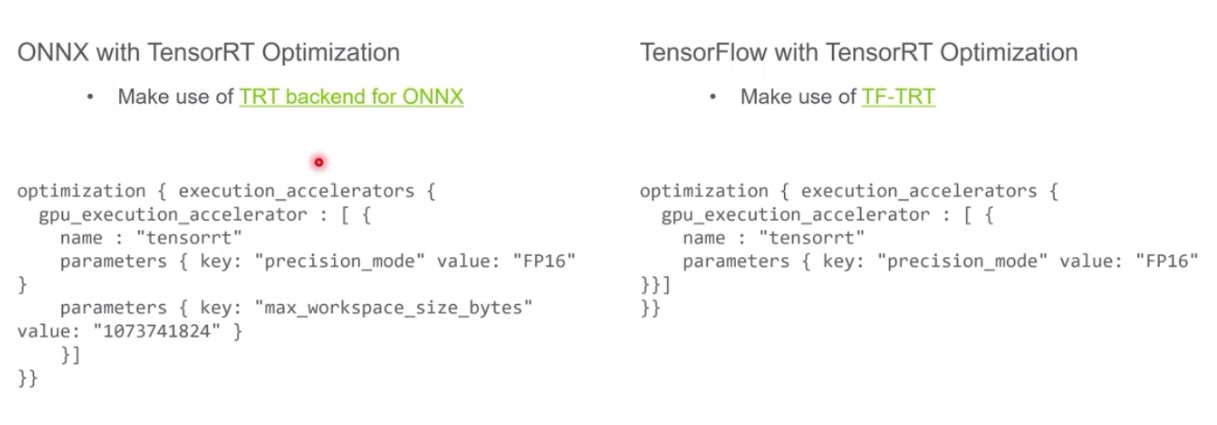 ONNX with TensorRT Optimization
• Make use of TRT backend for ONNX
optimization { execution_accelerators {
  gpu_execution_accelerator : [ {
    name : "tensorrt"
    parameters { key: "precision_mode" value: "FP16"
}
    parameters { key: "max_workspace_size_bytes"
value: "1073741824" }
    }]
}}
TensorFlow with TensorRT Optimization
• Make use of TF-TRT
optimization { execution_accelerators {
  gpu_execution_accelerator : [ {
    name : "tensorrt"
    parameters { key: "precision_mode" value: "FP16"
}}]
}}